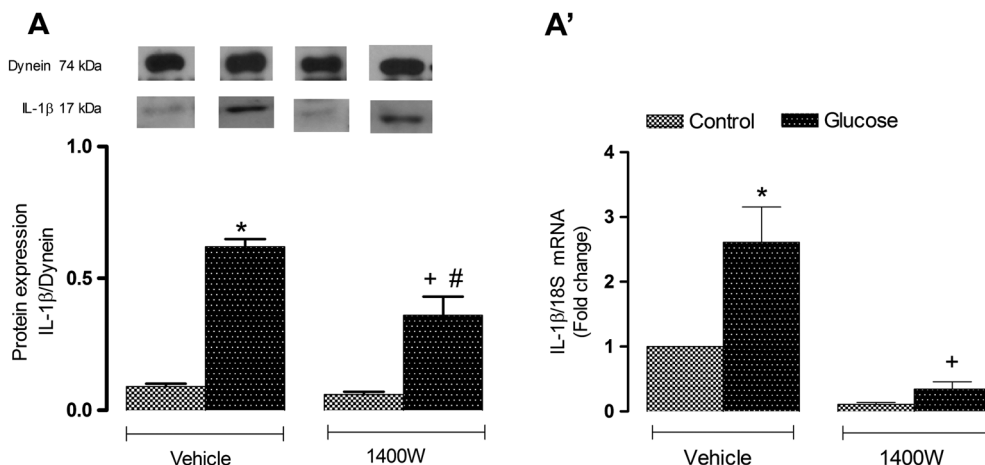 A
Dynein 74 kDa
IL-1β 17 kDa
Protein expression
IL-1β/Dynein
1.0
0.5
0.0
*
+ #
Vehicle
1400W
A'
Control
Glucose
IL-1β/18S mRNA
(Fold change)
4
3
2
1
0
*
+
Vehicle
1400W